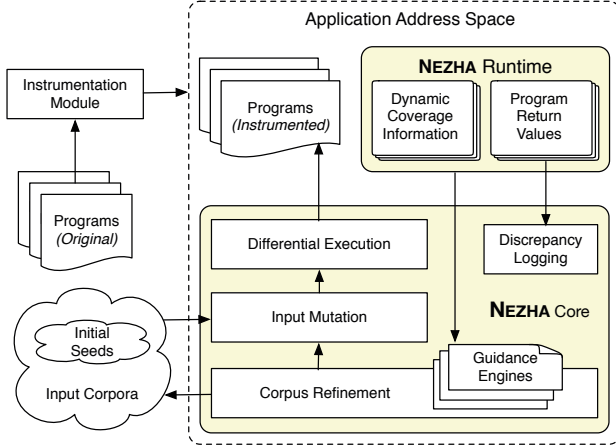 Application Address Space
Instrumentation
Module
Programs
(Original)
Programs
(Instrumented)
NEZHA Runtime
Dynamic
Coverage
Information
Program
Return
Values
Differential Execution
Discrepancy
Logging
Input Mutation
NEZHA Core
Initial
Seeds
Input Corpora
Guidance
Engines
Corpus Refinement